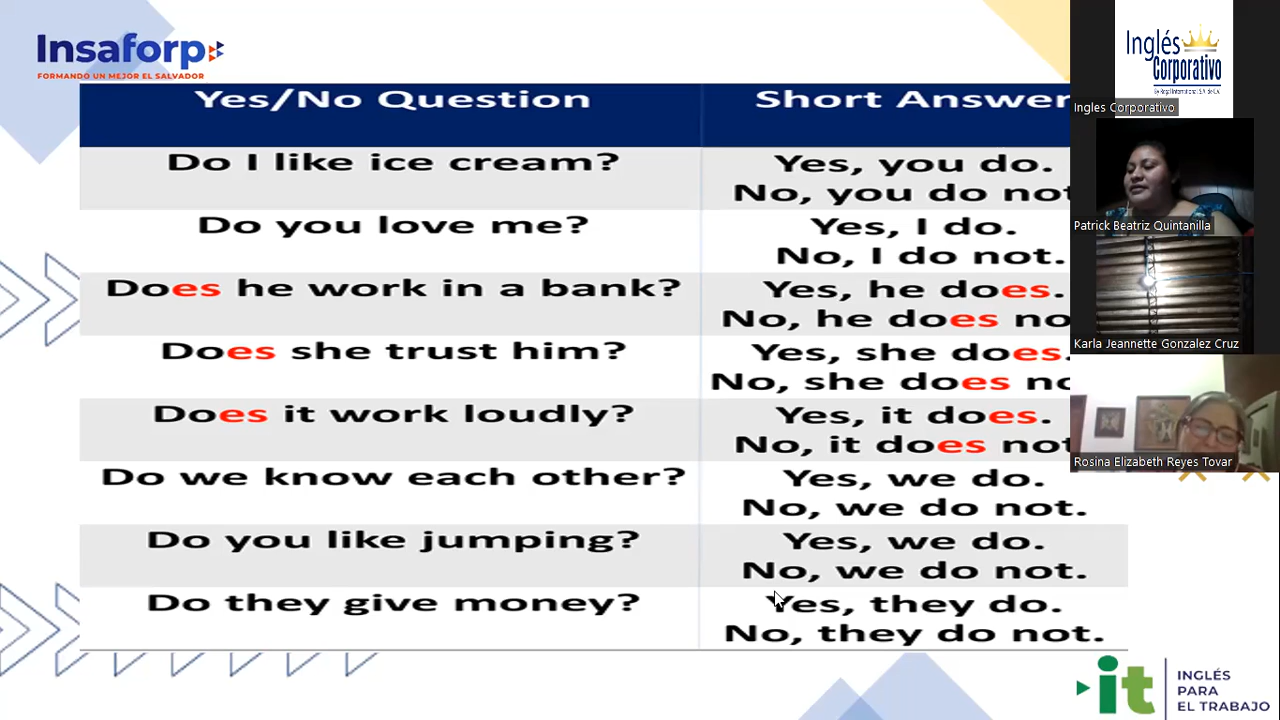 Insaforp
FORMANDO UN MEJOR EL SALVADOR
Yes/No Question
Short Answer
Do I like ice cream?
Yes, you do.
No, you do not
Do you love me?
Yes, I do.
No, I do not.
Does he work in a bank?
Yes, he does.
No, he does no
Does she trust him?
Yes, she does.
No, she does no
Does it work loudly?
Yes, it does.
No, it does not
Do we know each other?
Yes, we do.
No, we do not.
Do you like jumping?
Yes, we do.
No, we do not.
Do they give money?
Yes, they do.
No, they do not.
Inglés
Corporativo
Ingles Corporativo
Patrick Beatriz Quintanilla
Karla Jeannette Gonzalez Cruz
Rosina Elizabeth Reyes Tovar
it
INGLÉS
PARA
EL TRABAJO